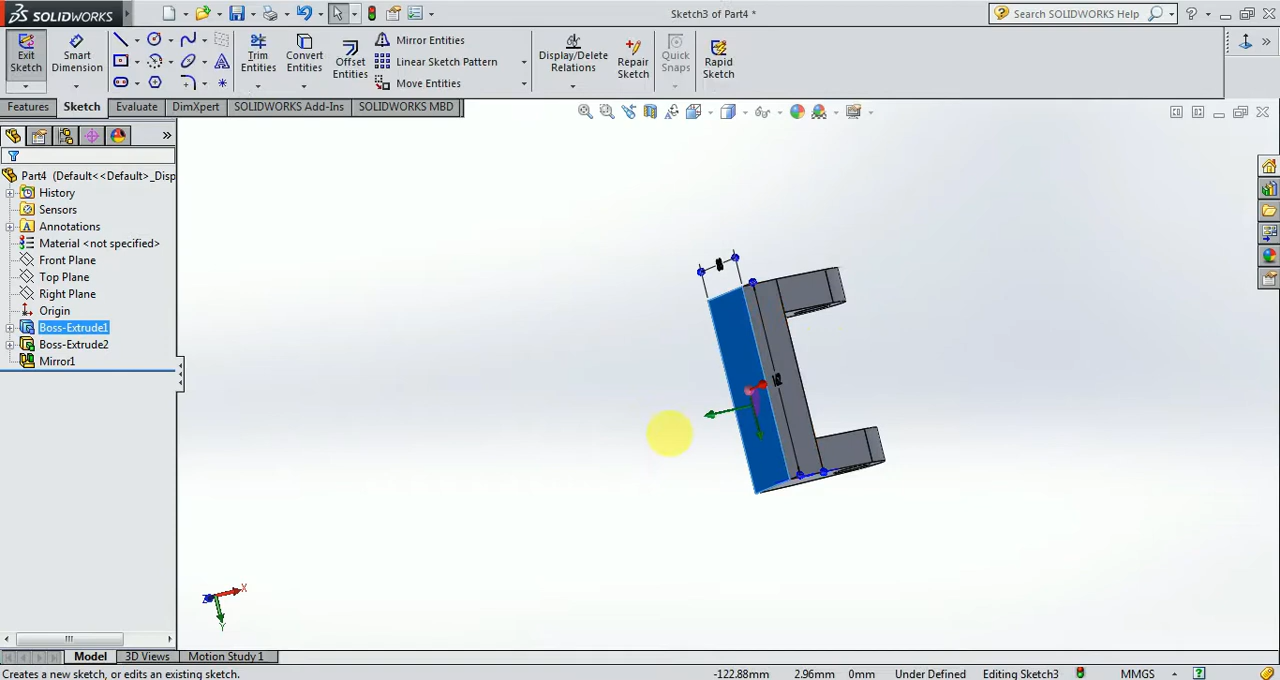 SOLIDWORKS
Sketch3 of Part4 *
Search SOLIDWORKS Help
Exit Sketch
Smart Dimension
Trim Entities
Convert Entities
Offset Entities
Mirror Entities
Linear Sketch Pattern
Move Entities
Display/Delete Relations
Repair Sketch
Quick Snaps
Rapid Sketch
Features
Sketch
Evaluate
DimXpert
SOLIDWORKS Add-Ins
SOLIDWORKS MBD
Part4 (Default<<Default>_Disp
History
Sensors
Annotations
Material <not specified>
Front Plane
Top Plane
Right Plane
Origin
Boss-Extrude1
Boss-Extrude2
Mirror1
X
Y
Z
Model
3D Views
Motion Study 1
Creates a new sketch, or edits an existing sketch.
-122.88mm
2.96mm
0mm
Under Defined
Editing Sketch3
MMGS